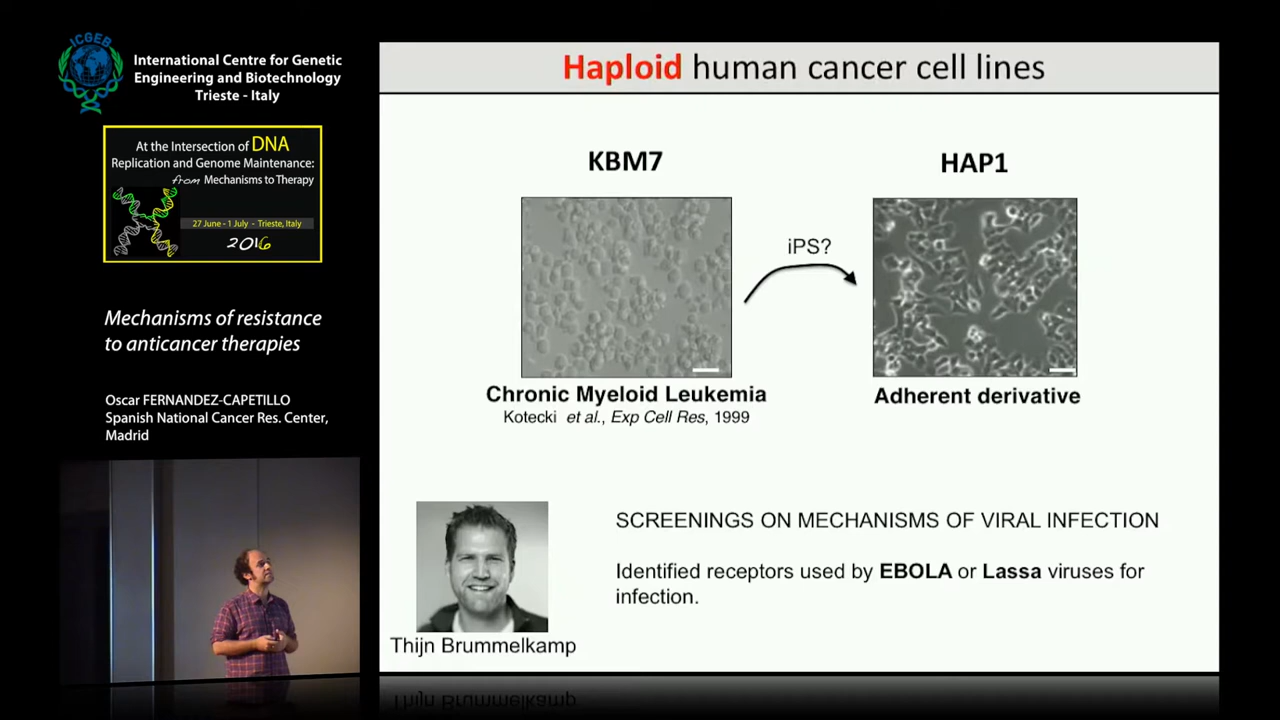 ICGEB
International Centre for Genetic
Engineering and Biotechnology
Trieste - Italy
At the Intersection of DNA
Replication and Genome Maintenance:
from Mechanisms to Therapy
27 June - 1 July - Trieste, Italy
2016
Mechanisms of resistance
to anticancer therapies
Oscar FERNANDEZ-CAPETILLO
Spanish National Cancer Res. Center,
Madrid
Haploid human cancer cell lines
KBM7
HAP1
iPS?
Chronic Myeloid Leukemia
Kotecki et al., Exp Cell Res, 1999
Adherent derivative
SCREENINGS ON MECHANISMS OF VIRAL INFECTION
Identified receptors used by EBOLA or Lassa viruses for
infection.
Thijn Brummelkamp